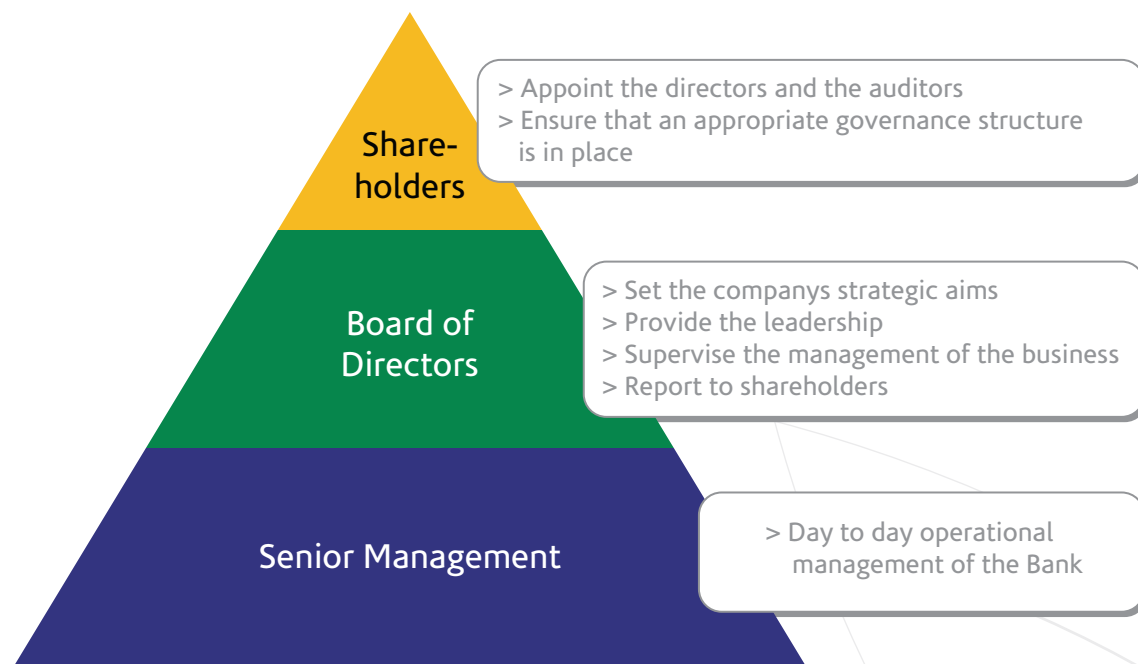 Share-
holders
> Appoint the directors and the auditors
> Ensure that an appropriate governance structure
is in place
Board of
Directors
> Set the companys strategic aims
> Provide the leadership
> Supervise the management of the business
> Report to shareholders
Senior Management
> Day to day operational
management of the Bank